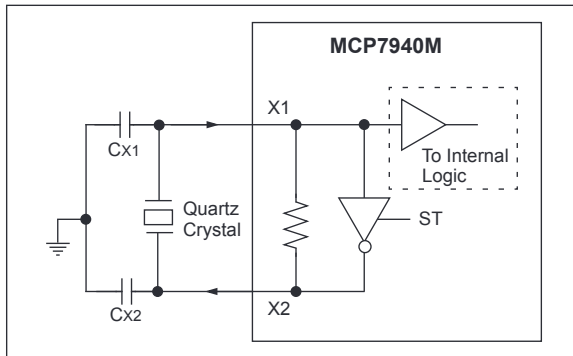 MCP7940M
X1
CX1
To Internal
Logic
Quartz
Crystal
ST
X2
CX2